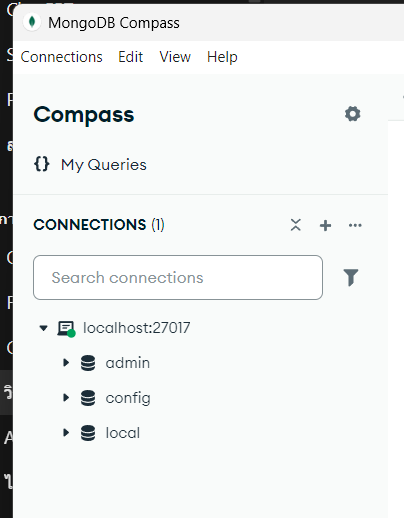 MongoDB Compass
Connections Edit View Help
Compass
{} My Queries
CONNECTIONS (1)
Search connections
localhost:27017
admin
config
local